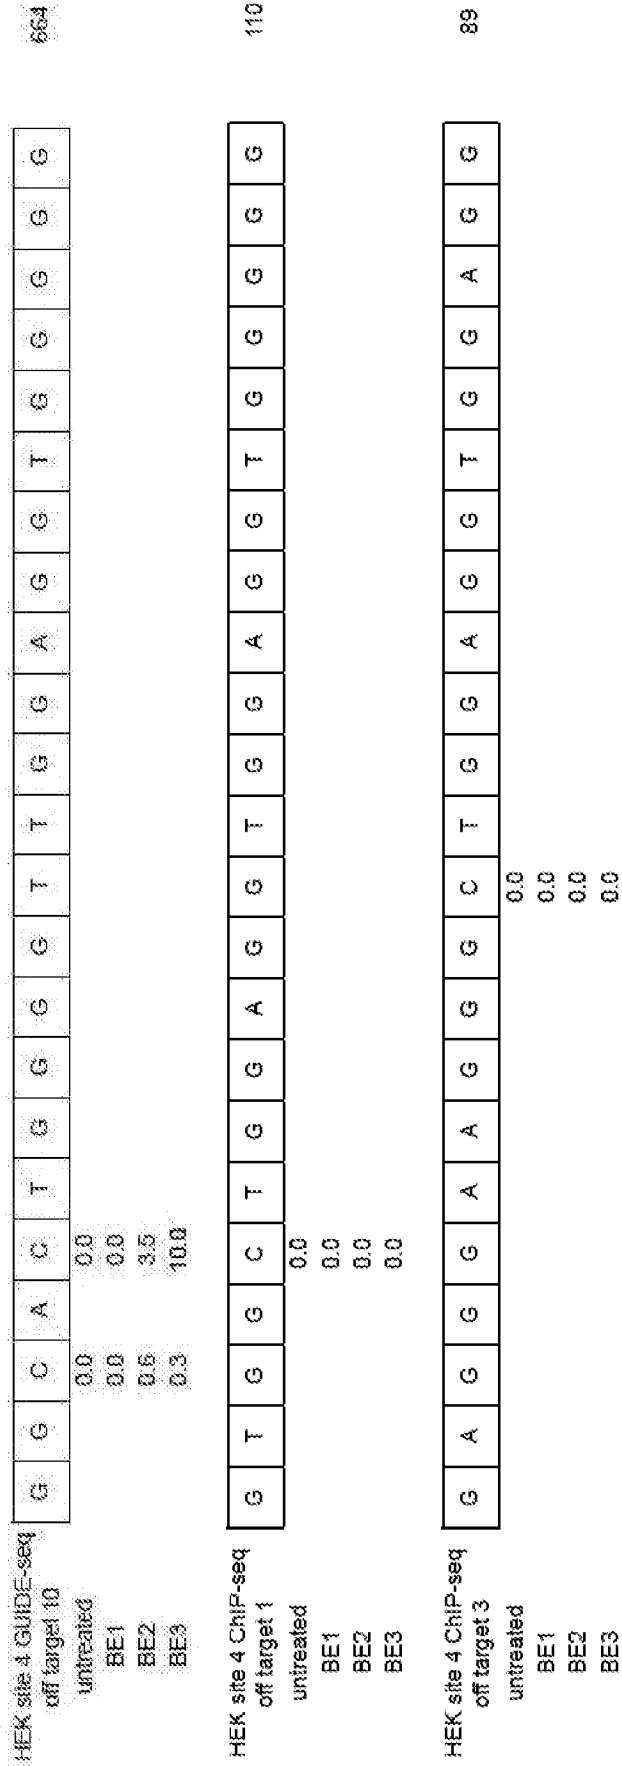 HEK site 4 GUIDE-seq off target 10 G G C A C T G G G G T T G G A G G T G G G G G 664
untreated 0.0 0.0
BE1 0.0 0.0
BE2 0.6 3.5
BE3 0.3 10.0
HEK site 4 ChIP-seq off target 1 G T G G C T G G A G G T G G A G G T G G G G G 110
untreated 0.0
BE1 0.0
BE2 0.0
BE3 0.0
HEK site 4 ChIP-seq off target 3 G A G G G A A G G G C T G G A G G T G G A G G 89
untreated 0.0
BE1 0.0
BE2 0.0
BE3 0.0